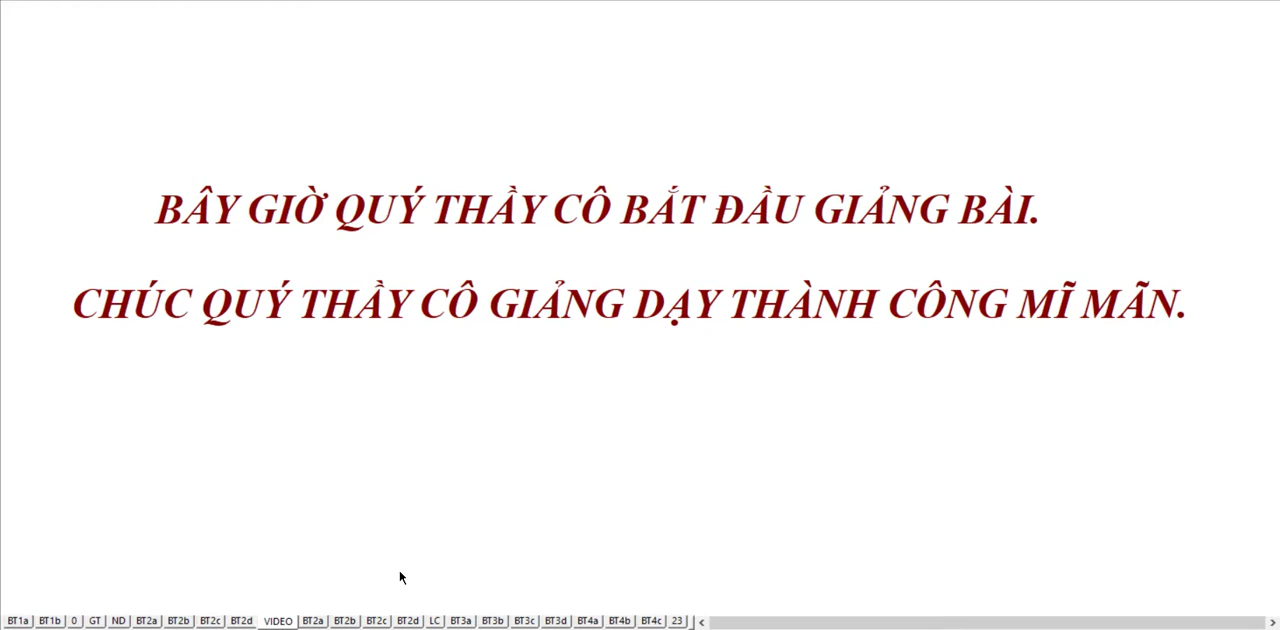 BÂY GIỜ QUÝ THẦY CÔ BẮT ĐẦU GIẢNG BÀI.
CHÚC QUÝ THẦY CÔ GIẢNG DẠY THÀNH CÔNG MĨ MÃN.
BT1a BT1b 0 GT ND BT2a BT2b BT2c BT2d VIDEO BT2a BT2b BT2c BT2d LC BT3a BT3b BT3c BT3d BT4a BT4b BT4c 23